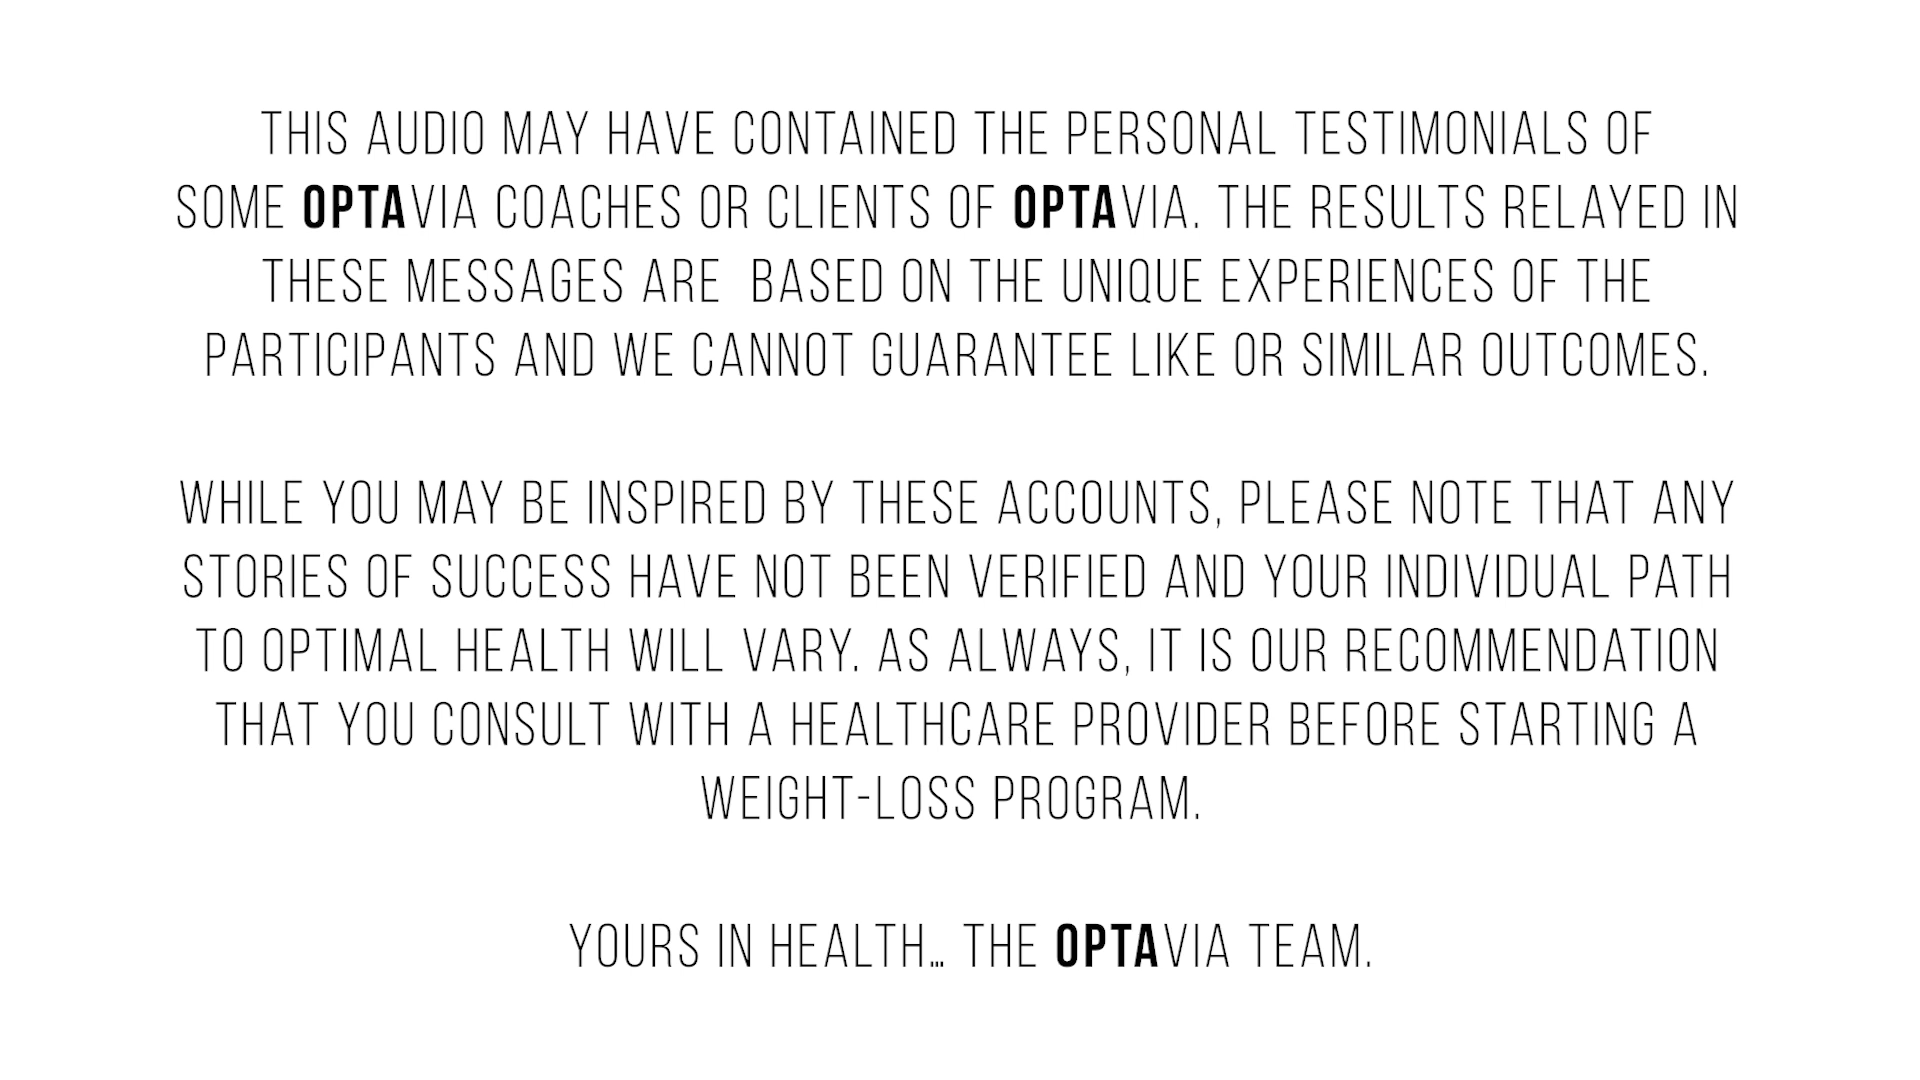 THIS AUDIO MAY HAVE CONTAINED THE PERSONAL TESTIMONIALS OF
SOME OPTAVIA COACHES OR CLIENTS OF OPTAVIA. THE RESULTS RELAYED IN
THESE MESSAGES ARE  BASED ON THE UNIQUE EXPERIENCES OF THE
PARTICIPANTS AND WE CANNOT GUARANTEE LIKE OR SIMILAR OUTCOMES.
WHILE YOU MAY BE INSPIRED BY THESE ACCOUNTS, PLEASE NOTE THAT ANY
STORIES OF SUCCESS HAVE NOT BEEN VERIFIED AND YOUR INDIVIDUAL PATH
TO OPTIMAL HEALTH WILL VARY. AS ALWAYS, IT IS OUR RECOMMENDATION
THAT YOU CONSULT WITH A HEALTHCARE PROVIDER BEFORE STARTING A
WEIGHT-LOSS PROGRAM.
YOURS IN HEALTH… THE OPTAVIA TEAM.